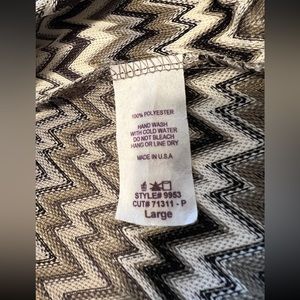 100% POLYESTER
HAND WASH
WITH COLD WATER
DO NOT BLEACH
HANG OR LINE DRY
MADE IN U.S.A
STYLE# 9953
CUT# 71311 - P
Large